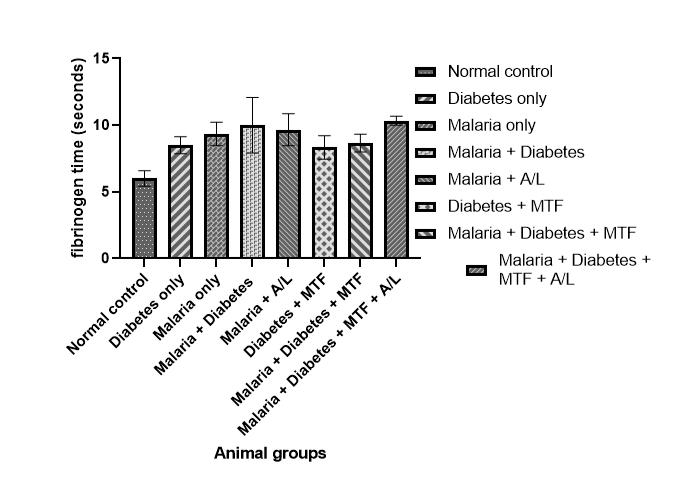 fibrinogen time (seconds)
15
10
5
0
Normal control
Diabetes only
Malaria only
Malaria + Diabetes
Malaria + A/L
Diabetes + MTF
Malaria + Diabetes + MTF
Malaria + Diabetes + MTF + A/L
Animal groups
Normal control
Diabetes only
Malaria only
Malaria + Diabetes
Malaria + A/L
Diabetes + MTF
Malaria + Diabetes + MTF
Malaria + Diabetes +
MTF + A/L